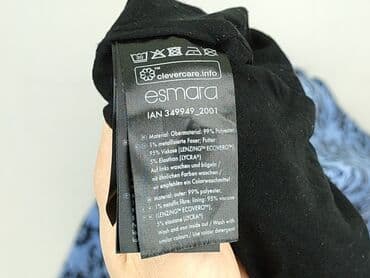 clevercare.info
esmara
IAN 349949_2001
Material: Obermaterial: 99% Polyester,
1% metallisierte Faser; Futter:
95% Viskose (LENZING™ ECOVERO™),
5% Elasthan (LYCRA®)
Auf links waschen und bügeln /
mit ähnlichen Farben waschen /
wir empfehlen ein Colorwaschmittel
Material: outer: 99% polyester,
1% metallic fibre; lining: 95% viscose
(LENZING™ ECOVERO™),
5% elastane (LYCRA®)
Wash and iron inside out / Wash with
similar colours /